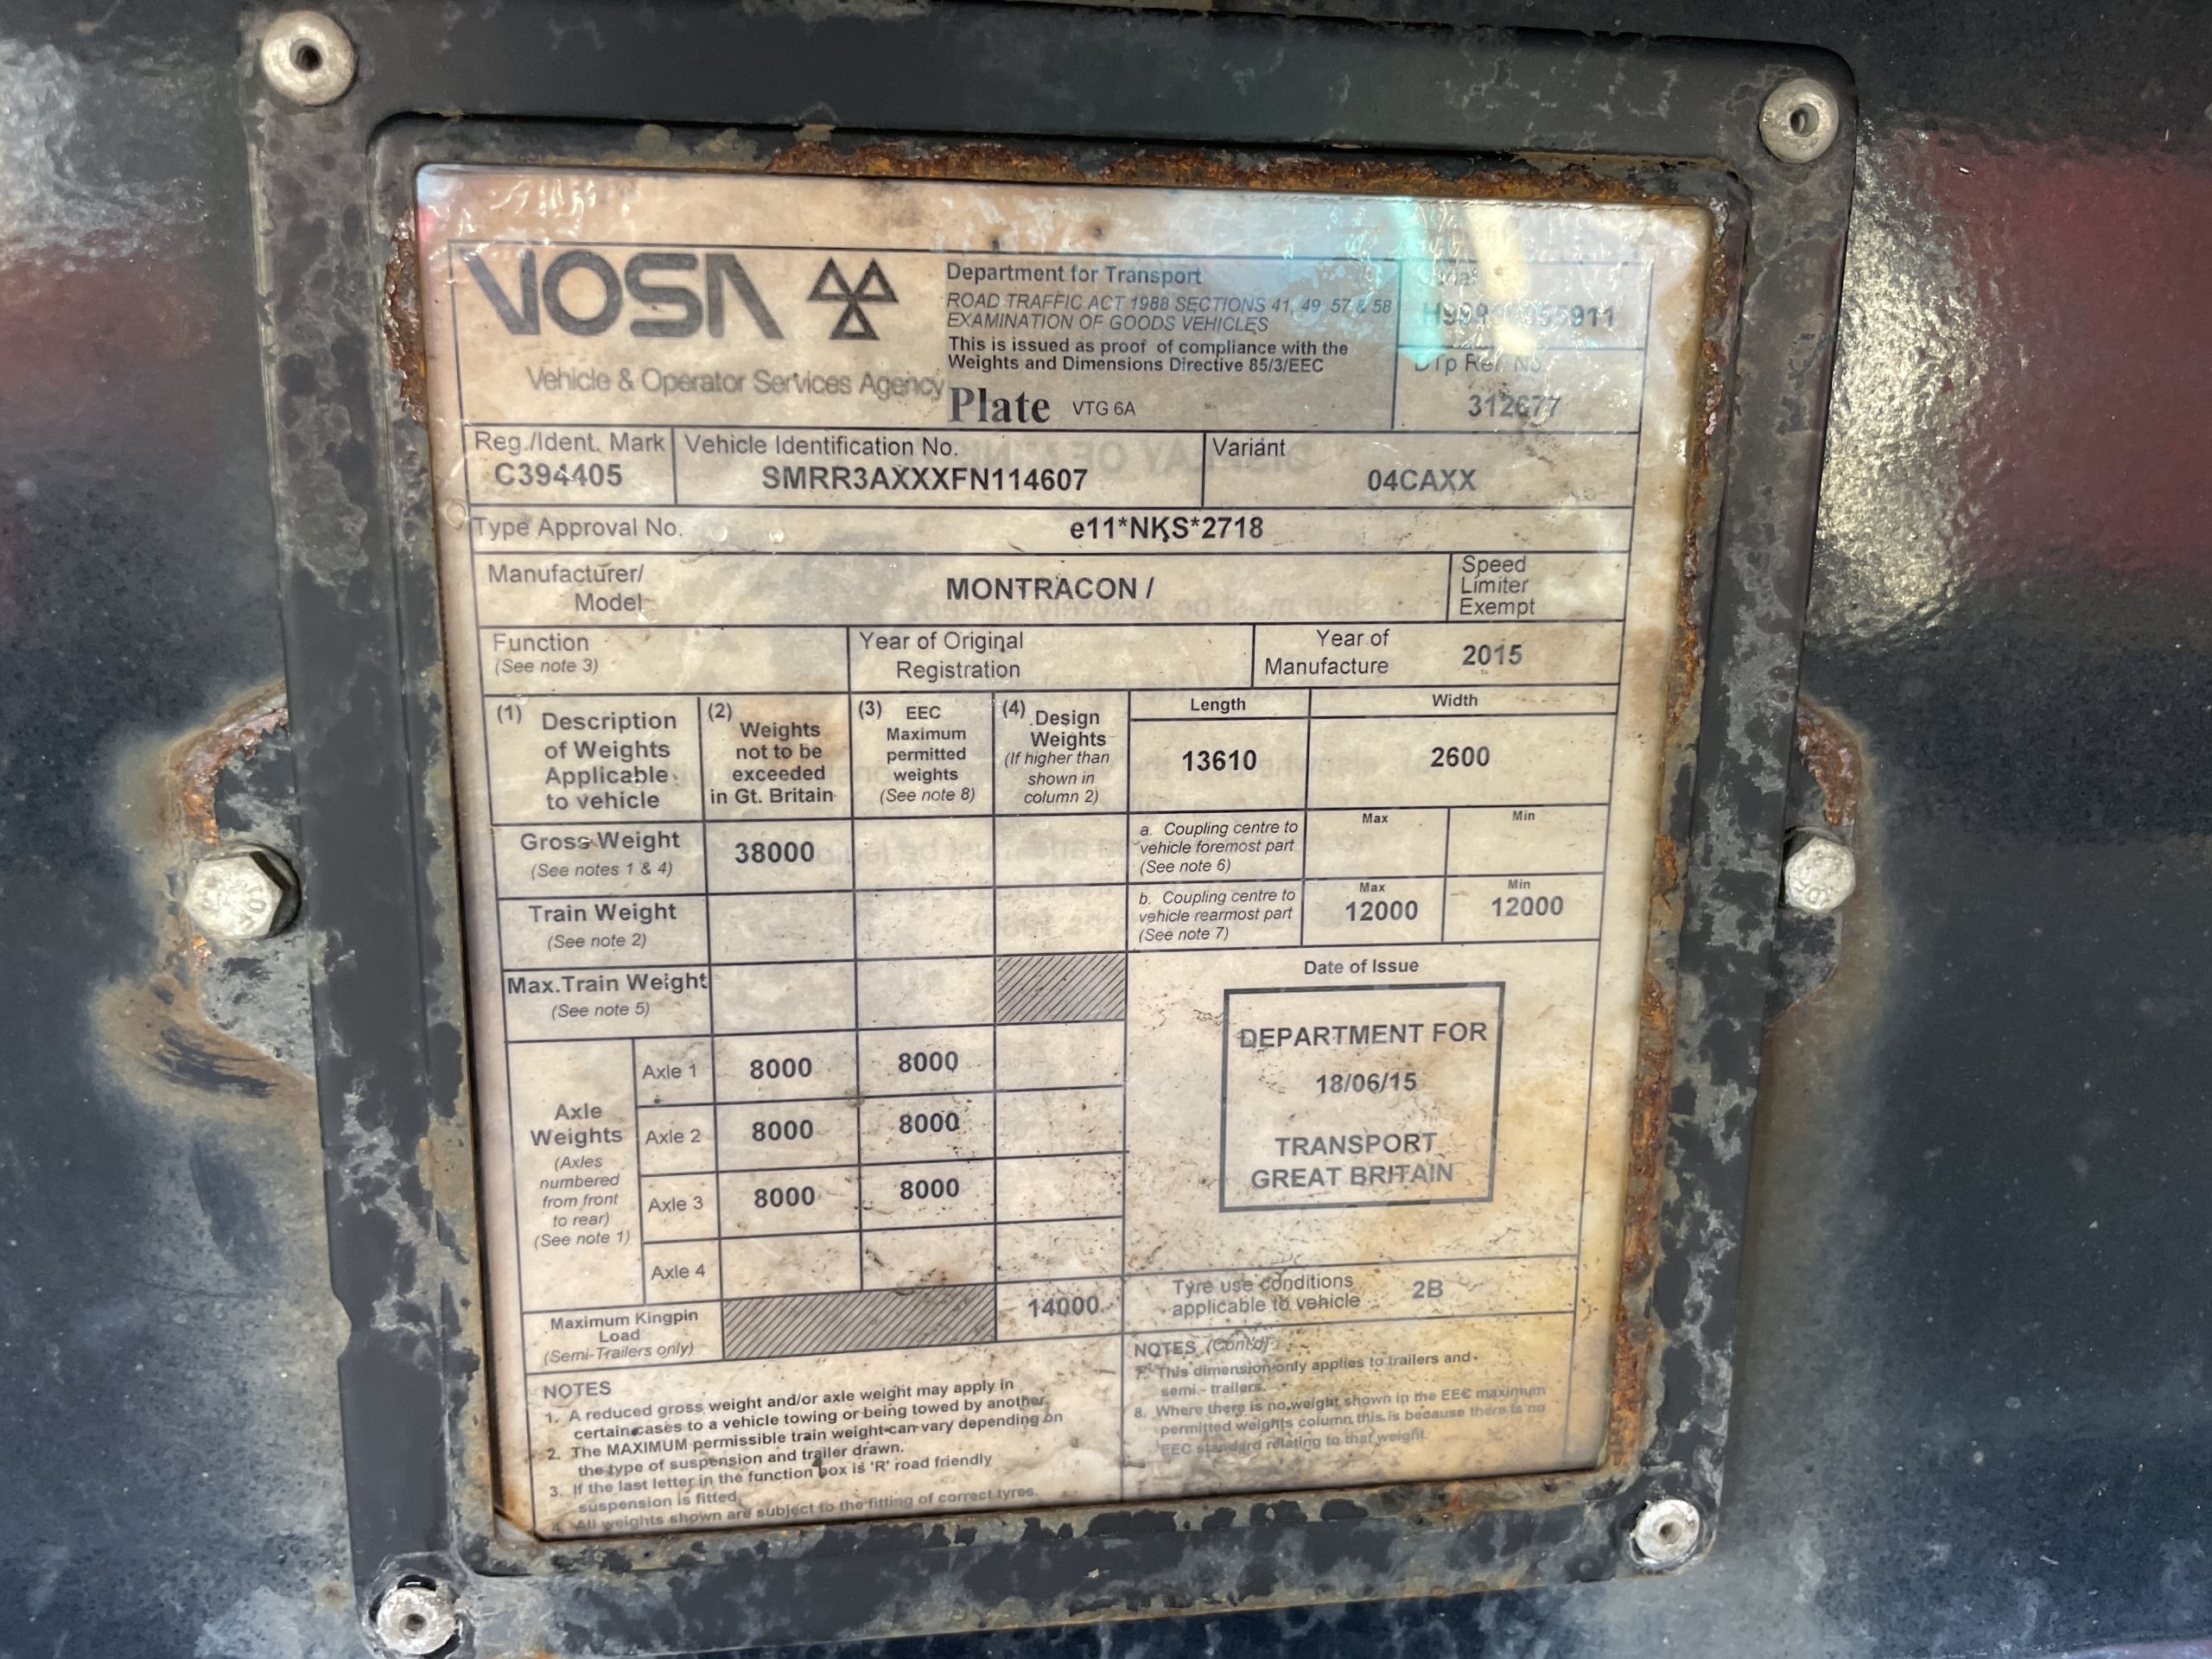 VOSA
Vehicle & Operator Services Agency
Department for Transport
ROAD TRAFFIC ACT 1988 SECTIONS 41, 49, 57 & 58
EXAMINATION OF GOODS VEHICLES
This is issued as proof of compliance with the
Weights and Dimensions Directive 85/3/EEC
Plate VTG 6A
DTp Ref. No.
312677
Reg./Ident. Mark
C394405
Vehicle Identification No.
SMRR3AXXXFN114607
Variant
04CAXX
Type Approval No.
e11*NKS*2718
Manufacturer/
Model
MONTRACON /
Speed
Limiter
Exempt
Function
(See note 3)
Year of Original
Registration
Year of
Manufacture
2015
(1) Description
of Weights
Applicable
to vehicle
(2) Weights
not to be
exceeded
in Gt. Britain
(3) EEC
Maximum
permitted
weights
(See note 8)
(4) Design
Weights
(If higher than
shown in
column 2)
Length
13610
Width
2600
Gross Weight
(See notes 1 & 4)
38000
a. Coupling centre to
vehicle foremost part
(See note 6)
Max
Min
Train Weight
(See note 2)
b. Coupling centre to
vehicle rearmost part
(See note 7)
Max
12000
Min
12000
Max.Train Weight
(See note 5)
Date of Issue
DEPARTMENT FOR
18/06/15
TRANSPORT
GREAT BRITAIN
Axle
Weights
(Axles
numbered
from front
to rear)
(See note 1)
Axle 1 8000 8000
Axle 2 8000 8000
Axle 3 8000 8000
Axle 4
Maximum Kingpin
Load
(Semi-Trailers only)
14000
Tyre use conditions
applicable to vehicle
2B
NOTES
1. A reduced gross weight and/or axle weight may apply in
certain cases to a vehicle towing or being towed by another.
2. The MAXIMUM permissible train weight can vary depending on
the type of suspension and trailer drawn.
3. If the last letter in the function box is 'R' road friendly
suspension is fitted.
4. All weights shown are subject to the fitting of correct tyres.
NOTES (Contd)
7. This dimension only applies to trailers and
semi - trailers.
8. Where there is no weight shown in the EEC maximum
permitted weights column this is because there is no
EEC standard relating to that weight.